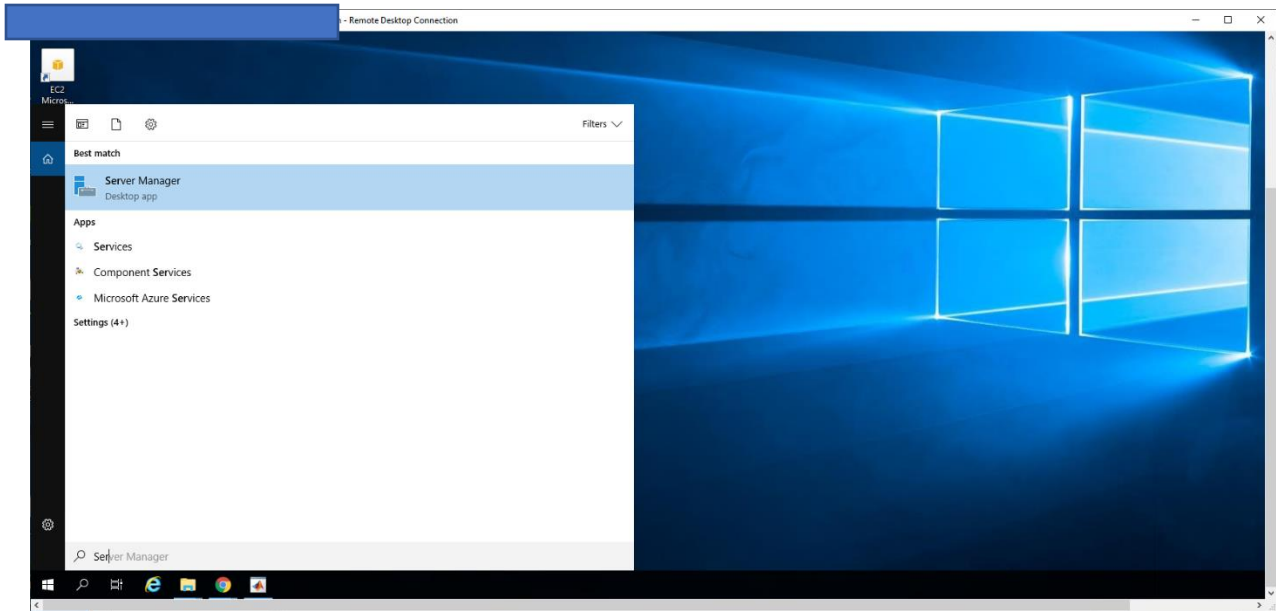 - Remote Desktop Connection
EC2
Micros...
Filters
Best match
Server Manager
Desktop app
Apps
Services
Component Services
Microsoft Azure Services
Settings (4+)
Server Manager